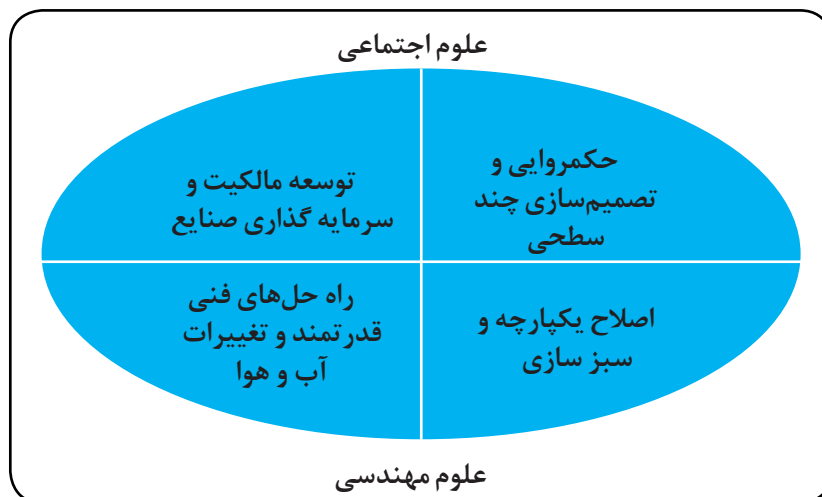 علوم اجتماعی
حکمروایی و
تصمیم‌سازی چند
سطحی
توسعه مالکیت و
سرمایه گذاری صنایع
اصلاح یکپارچه و
سبز سازی
راه حل‌های فنی
قدرتمند و تغییرات
آب و هوا
علوم مهندسی